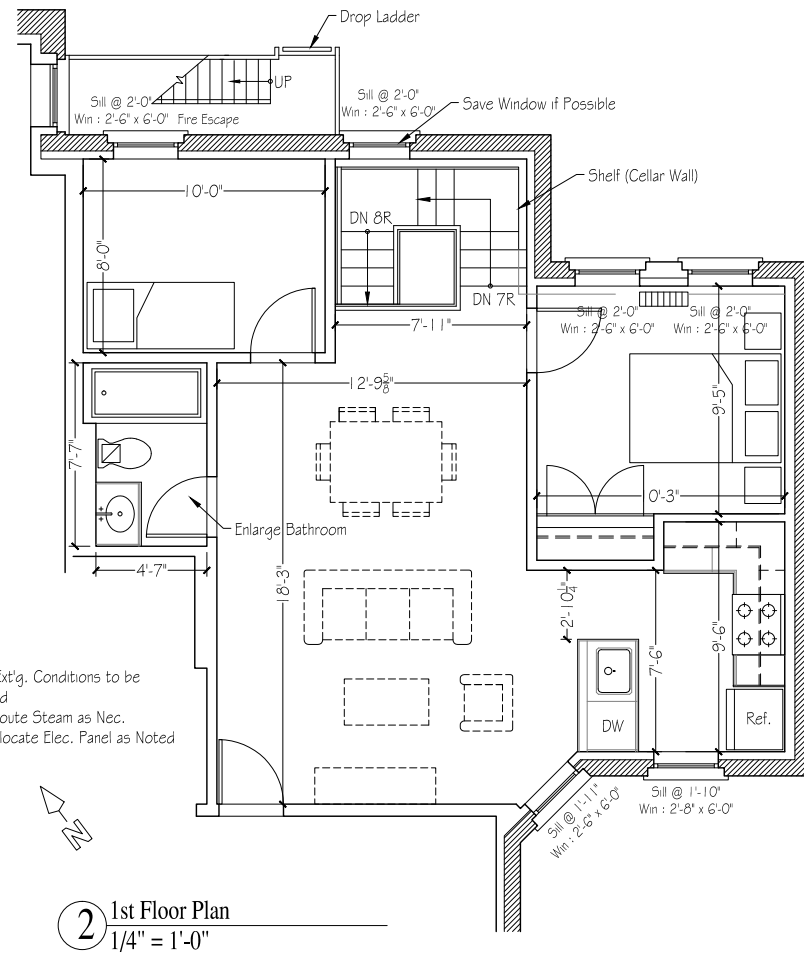 Drop Ladder
UP
Sill @ 2'-0"
Win : 2'-6" x 6'-0"
Fire Escape
Sill @ 2'-0"
Win : 2'-6" x 6'-0"
Save Window if Possible
Shelf (Cellar Wall)
10'-0"
8'-0"
DN 8R
DN 7R
7'-11"
Sill @ 2'-0"
Win : 2'-6" x 6'-0"
Sill @ 2'-0"
Win : 2'-6" x 6'-0"
12'-9 5/8"
9'-5"
7'-7"
0'-3"
Enlarge Bathroom
4'-7"
18'-3"
2'-10 1/4"
7'-6"
9'-6"
Ext'g. Conditions to be
d
oute Steam as Nec.
locate Elec. Panel as Noted
DW
Ref.
Sill @ 1'-11"
Win : 2'-6" x 6'-0"
Sill @ 1'-10"
Win : 2'-8" x 6'-0"
N
2
1st Floor Plan
1/4" = 1'-0"